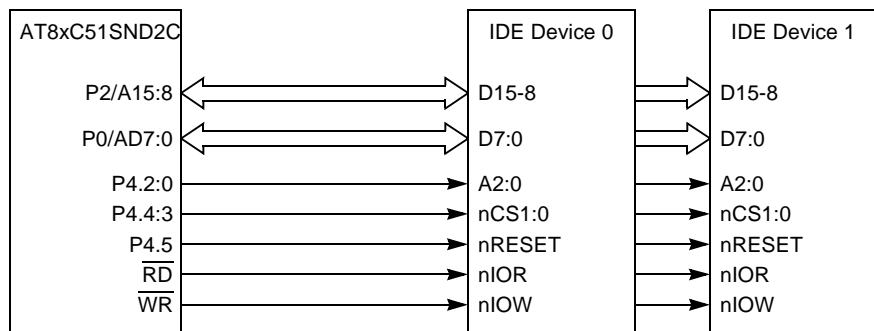 AT8xC51SND2C IDE Device 0 IDE Device 1
P2/A15:8 D15-8 D15-8
P0/AD7:0 D7:0 D7:0
P4.2:0 A2:0 A2:0
P4.4:3 nCS1:0 nCS1:0
P4.5 nRESET nRESET
RD nIOR nIOR
WR nIOW nIOW